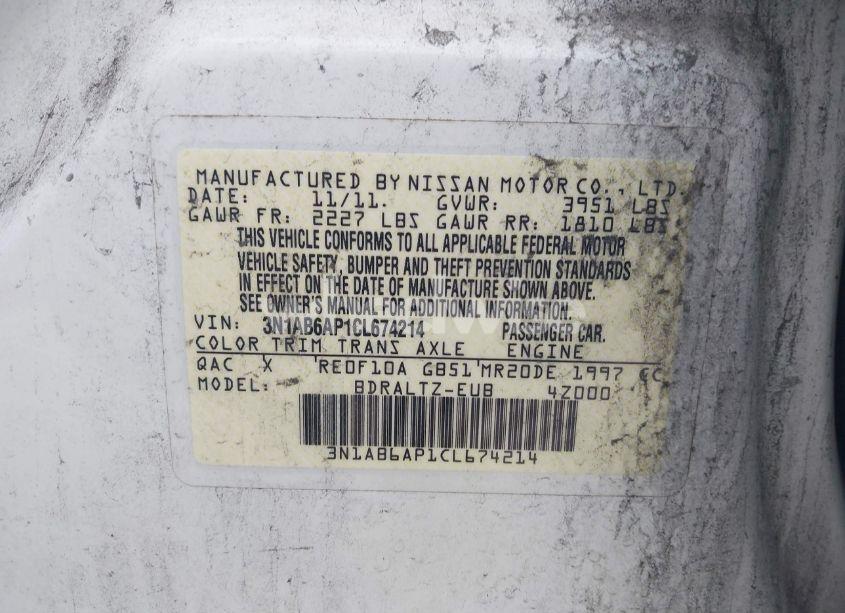 MANUFACTURED BY NISSAN MOTOR CO., LTD.
DATE: 11/11. GVWR: 3951 LBS
GAWR FR: 2227 LBS GAWR RR: 1810 LBS
THIS VEHICLE CONFORMS TO ALL APPLICABLE FEDERAL MOTOR
VEHICLE SAFETY, BUMPER AND THEFT PREVENTION STANDARDS
IN EFFECT ON THE DATE OF MANUFACTURE SHOWN ABOVE.
SEE OWNER'S MANUAL FOR ADDITIONAL INFORMATION.
VIN: 3N1AB6AP1CL674214 PASSENGER CAR.
COLOR TRIM TRANS AXLE ENGINE
QAC X RE0F10A GB51 MR20DE 1997 CC
MODEL: BDRALTZ-EUB 4Z000
3N1AB6AP1CL674214